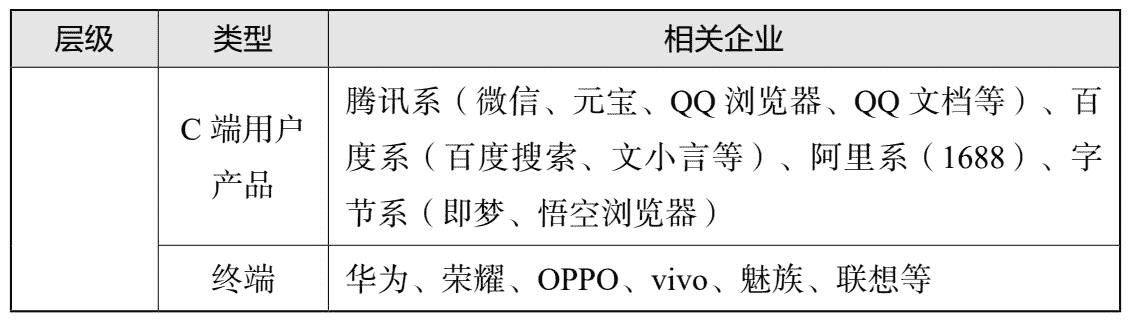 层级 类型 相关企业
C 端用户
产品
腾讯系（微信、元宝、QQ 浏览器、QQ 文档等）、百
度系（百度搜索、文小言等）、阿里系（1688）、字
节系（即梦、悟空浏览器）
终端 华为、荣耀、OPPO、vivo、魅族、联想等